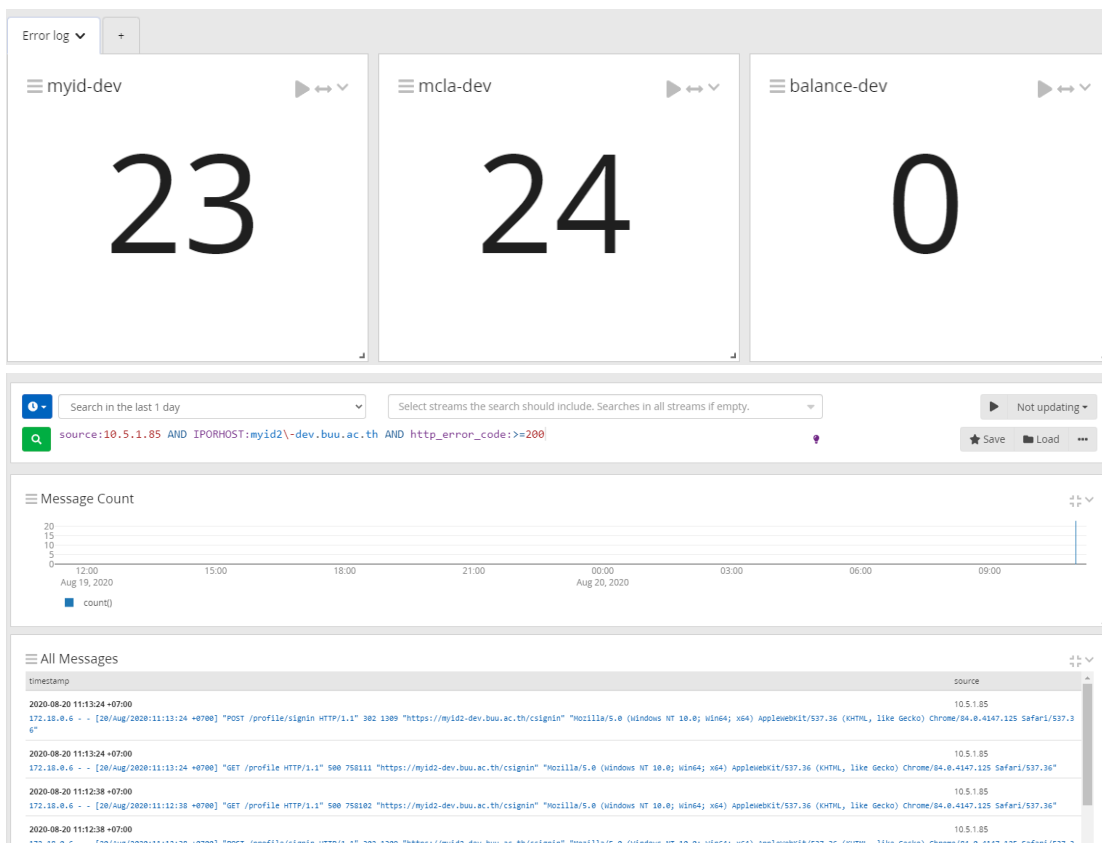 Error log
+
myid-dev
mcla-dev
balance-dev
23
24
0
Search in the last 1 day
Select streams the search should include. Searches in all streams if empty.
Not updating
source:10.5.1.85 AND IPORHOST:myid2\-dev.buu.ac.th AND http_error_code:>=200
Save
Load
Message Count
20
15
10
5
0
12:00
Aug 19, 2020
15:00
18:00
21:00
00:00
Aug 20, 2020
03:00
06:00
09:00
count()
All Messages
timestamp
source
2020-08-20 11:13:24 +07:00
10.5.1.85
172.18.0.6 - - [20/Aug/2020:11:13:24 +0700] "POST /profile/signin HTTP/1.1" 302 1309 "https://myid2-dev.buu.ac.th/csignin" "Mozilla/5.0 (Windows NT 10.0; Win64; x64) AppleWebKit/537.36 (KHTML, like Gecko) Chrome/84.0.4147.125 Safari/537.3
6"
2020-08-20 11:13:24 +07:00
10.5.1.85
172.18.0.6 - - [20/Aug/2020:11:13:24 +0700] "GET /profile HTTP/1.1" 500 758111 "https://myid2-dev.buu.ac.th/csignin" "Mozilla/5.0 (Windows NT 10.0; Win64; x64) AppleWebKit/537.36 (KHTML, like Gecko) Chrome/84.0.4147.125 Safari/537.36"
2020-08-20 11:12:38 +07:00
10.5.1.85
172.18.0.6 - - [20/Aug/2020:11:12:38 +0700] "GET /profile HTTP/1.1" 500 758102 "https://myid2-dev.buu.ac.th/csignin" "Mozilla/5.0 (Windows NT 10.0; Win64; x64) AppleWebKit/537.36 (KHTML, like Gecko) Chrome/84.0.4147.125 Safari/537.36"
2020-08-20 11:12:38 +07:00
10.5.1.85